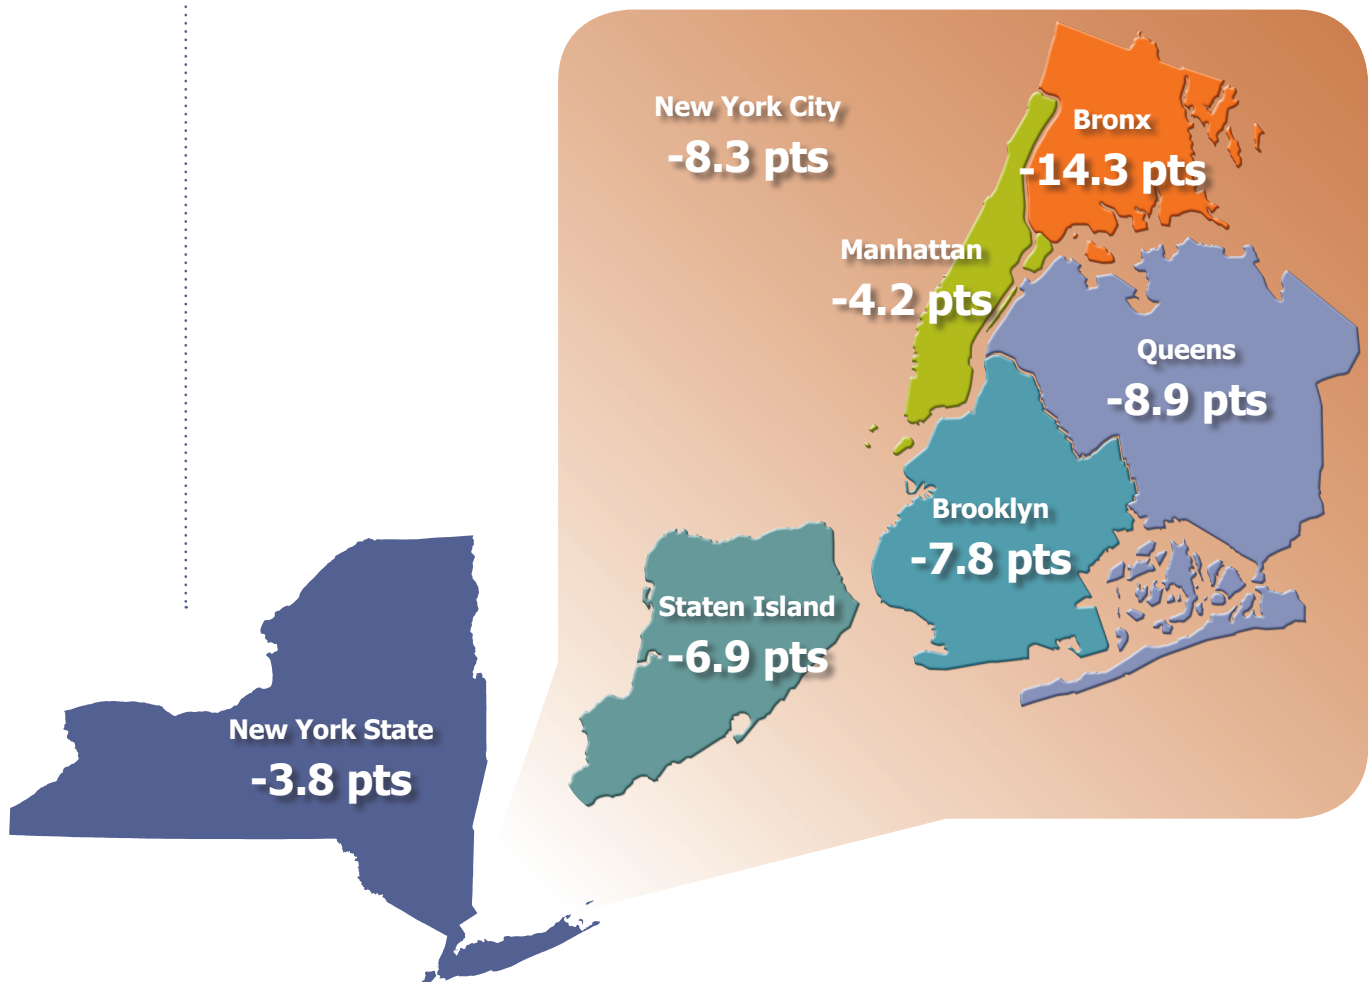 New York City
-8.3 pts
Bronx
-14.3 pts
Manhattan
-4.2 pts
Queens
-8.9 pts
Brooklyn
-7.8 pts
Staten Island
-6.9 pts
New York State
-3.8 pts